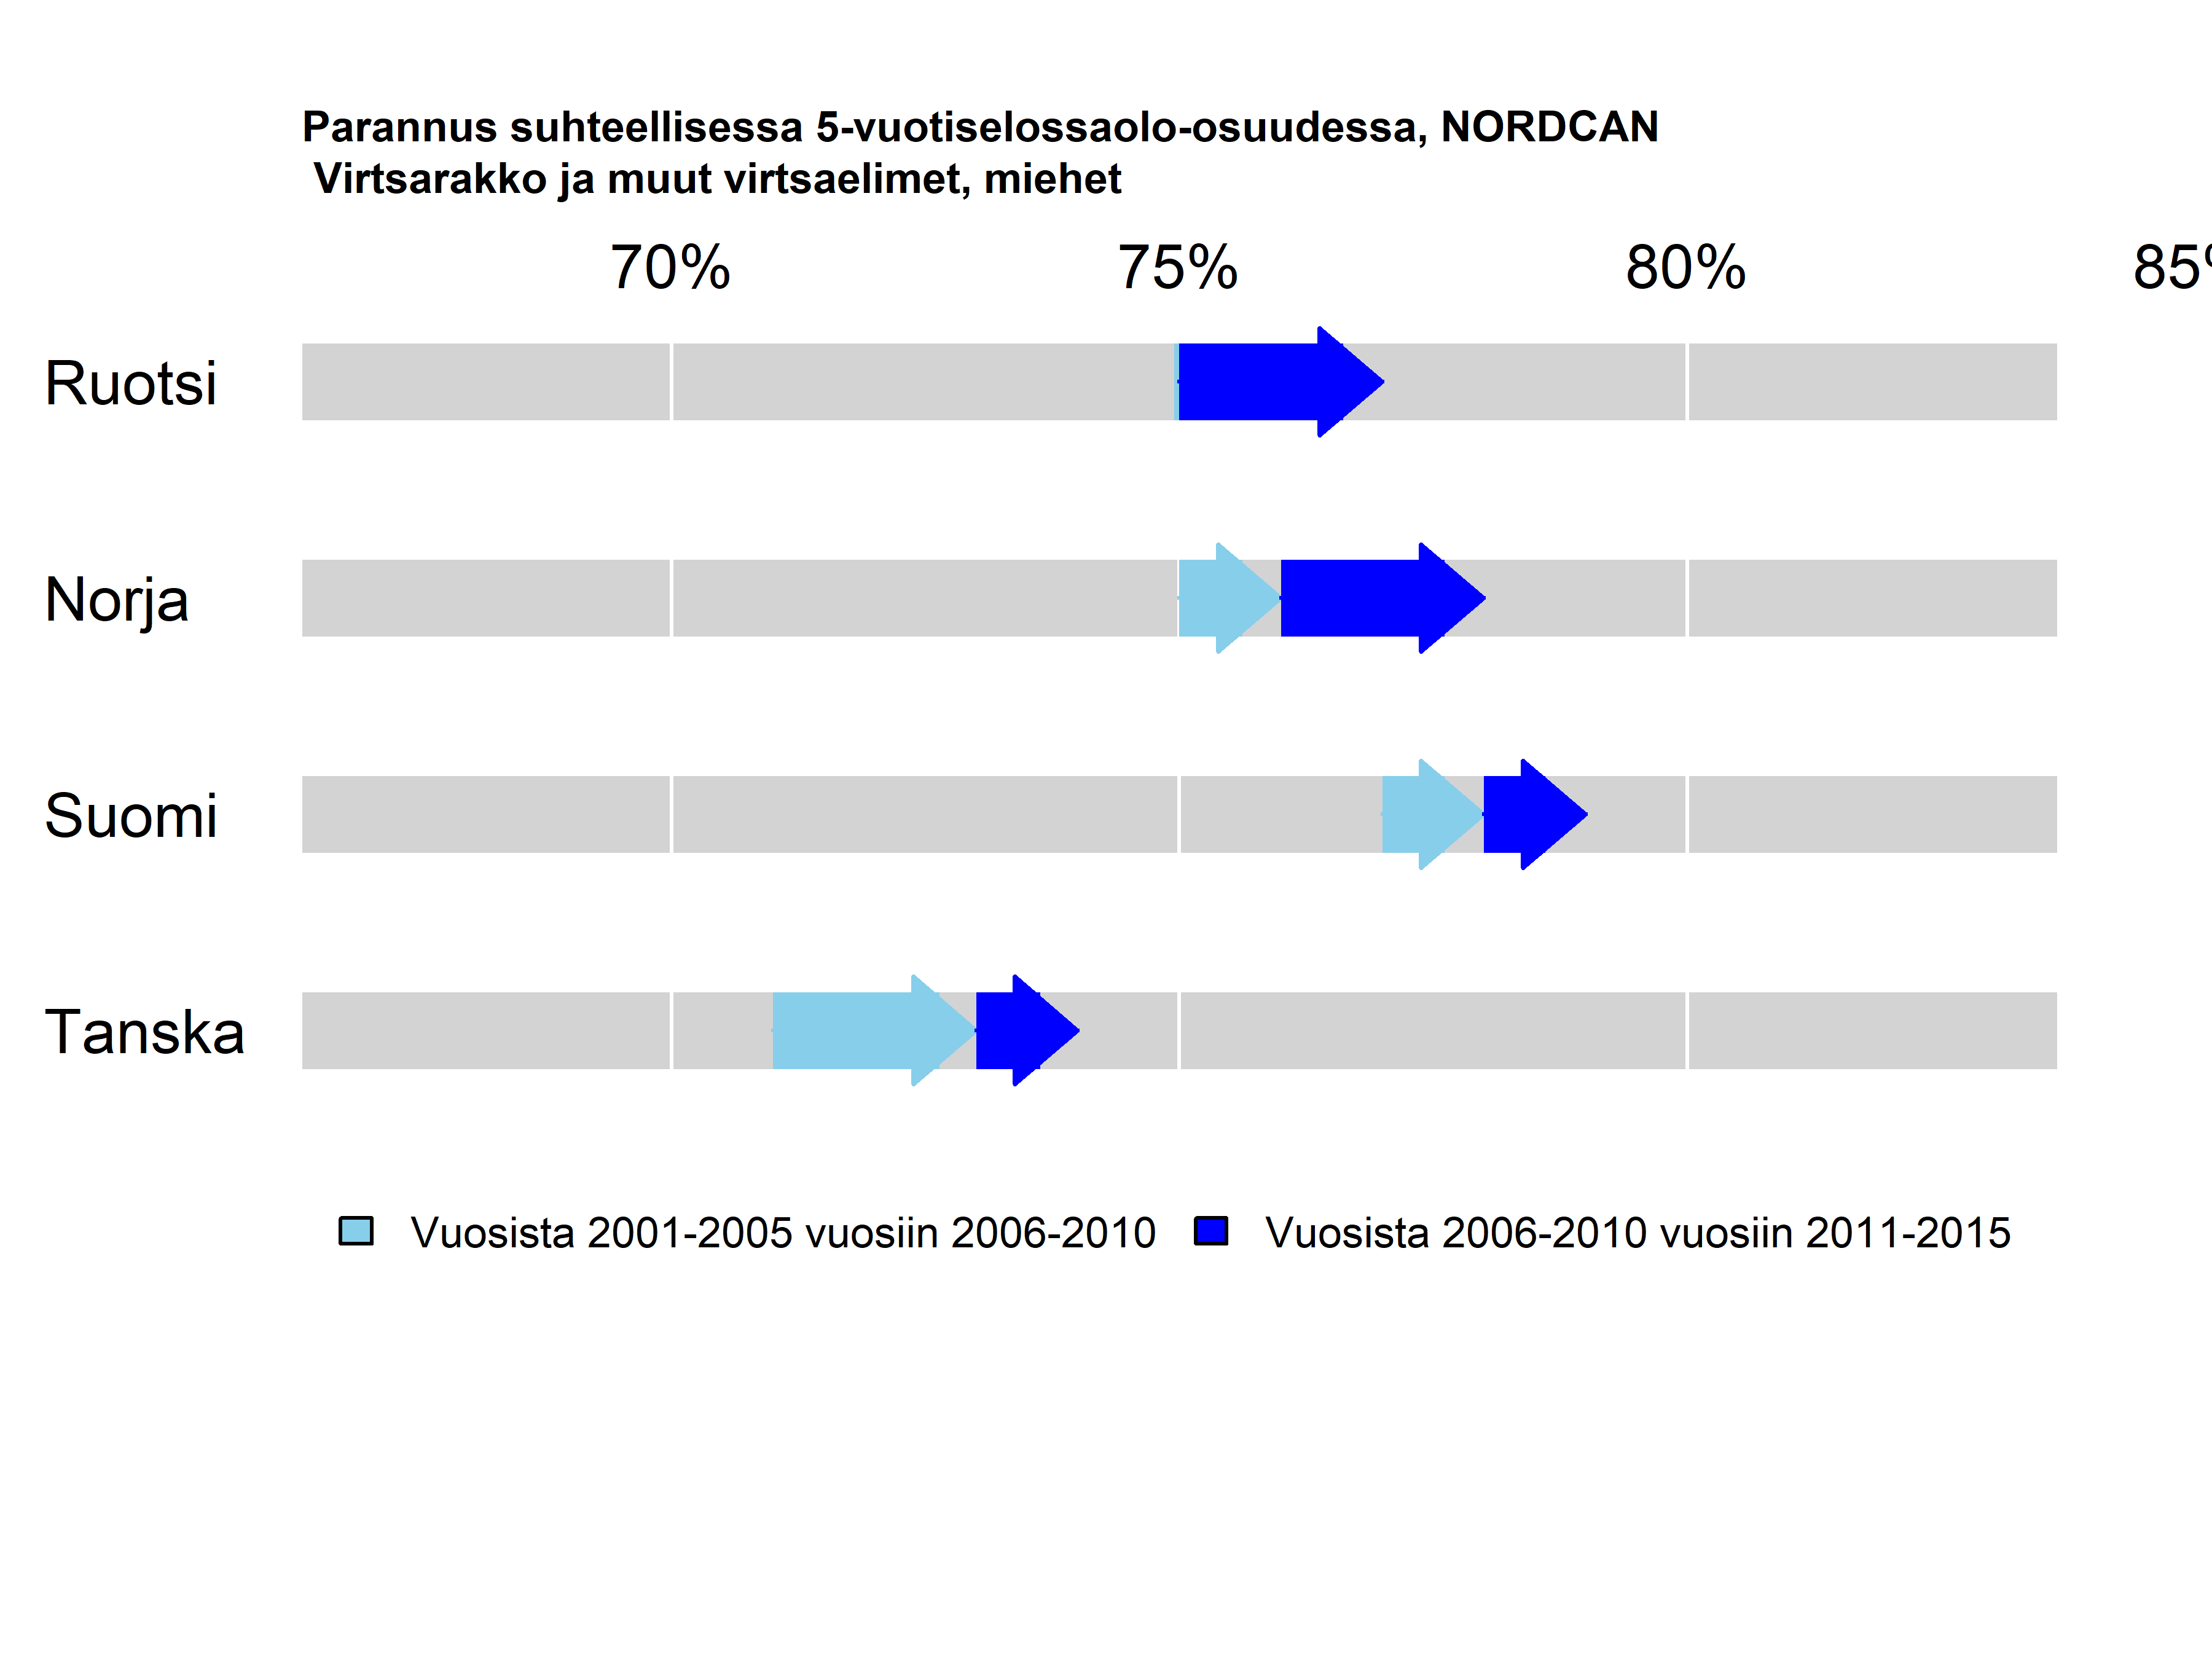 Parannus suhteellisessa 5-vuotiselossaolo-osuudessa, NORDCAN
Virtsarakko ja muut virtsaelimet, miehet
70% 75% 80% 85%
Ruotsi
Norja
Suomi
Tanska
Vuosista 2001-2005 vuosiin 2006-2010 Vuosista 2006-2010 vuosiin 2011-2015